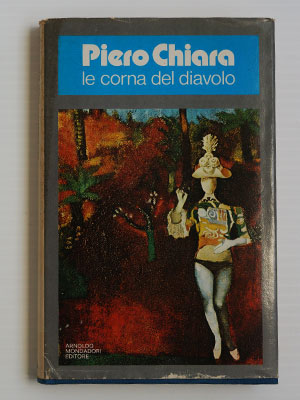 Piero Chiara
le corna del diavolo
ARNOLDO
MONDADORI
EDITORE